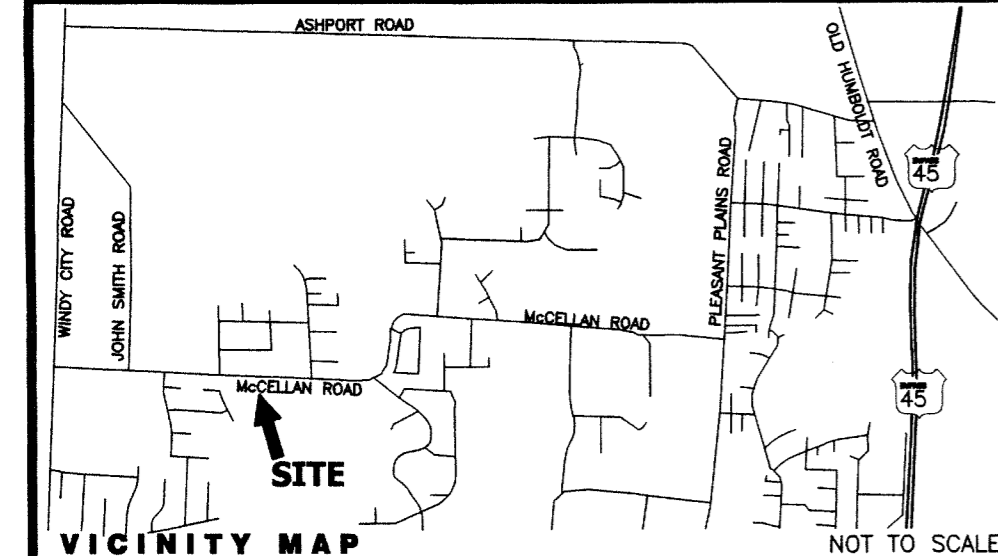 ASHPORT ROAD
OLD HUMBOLDT ROAD
45
PLEASANT PLAINS ROAD
WINDY CITY ROAD
JOHN SMITH ROAD
McCELLAN ROAD
McCELLAN ROAD
45
SITE
VICINITY MAP
NOT TO SCALE